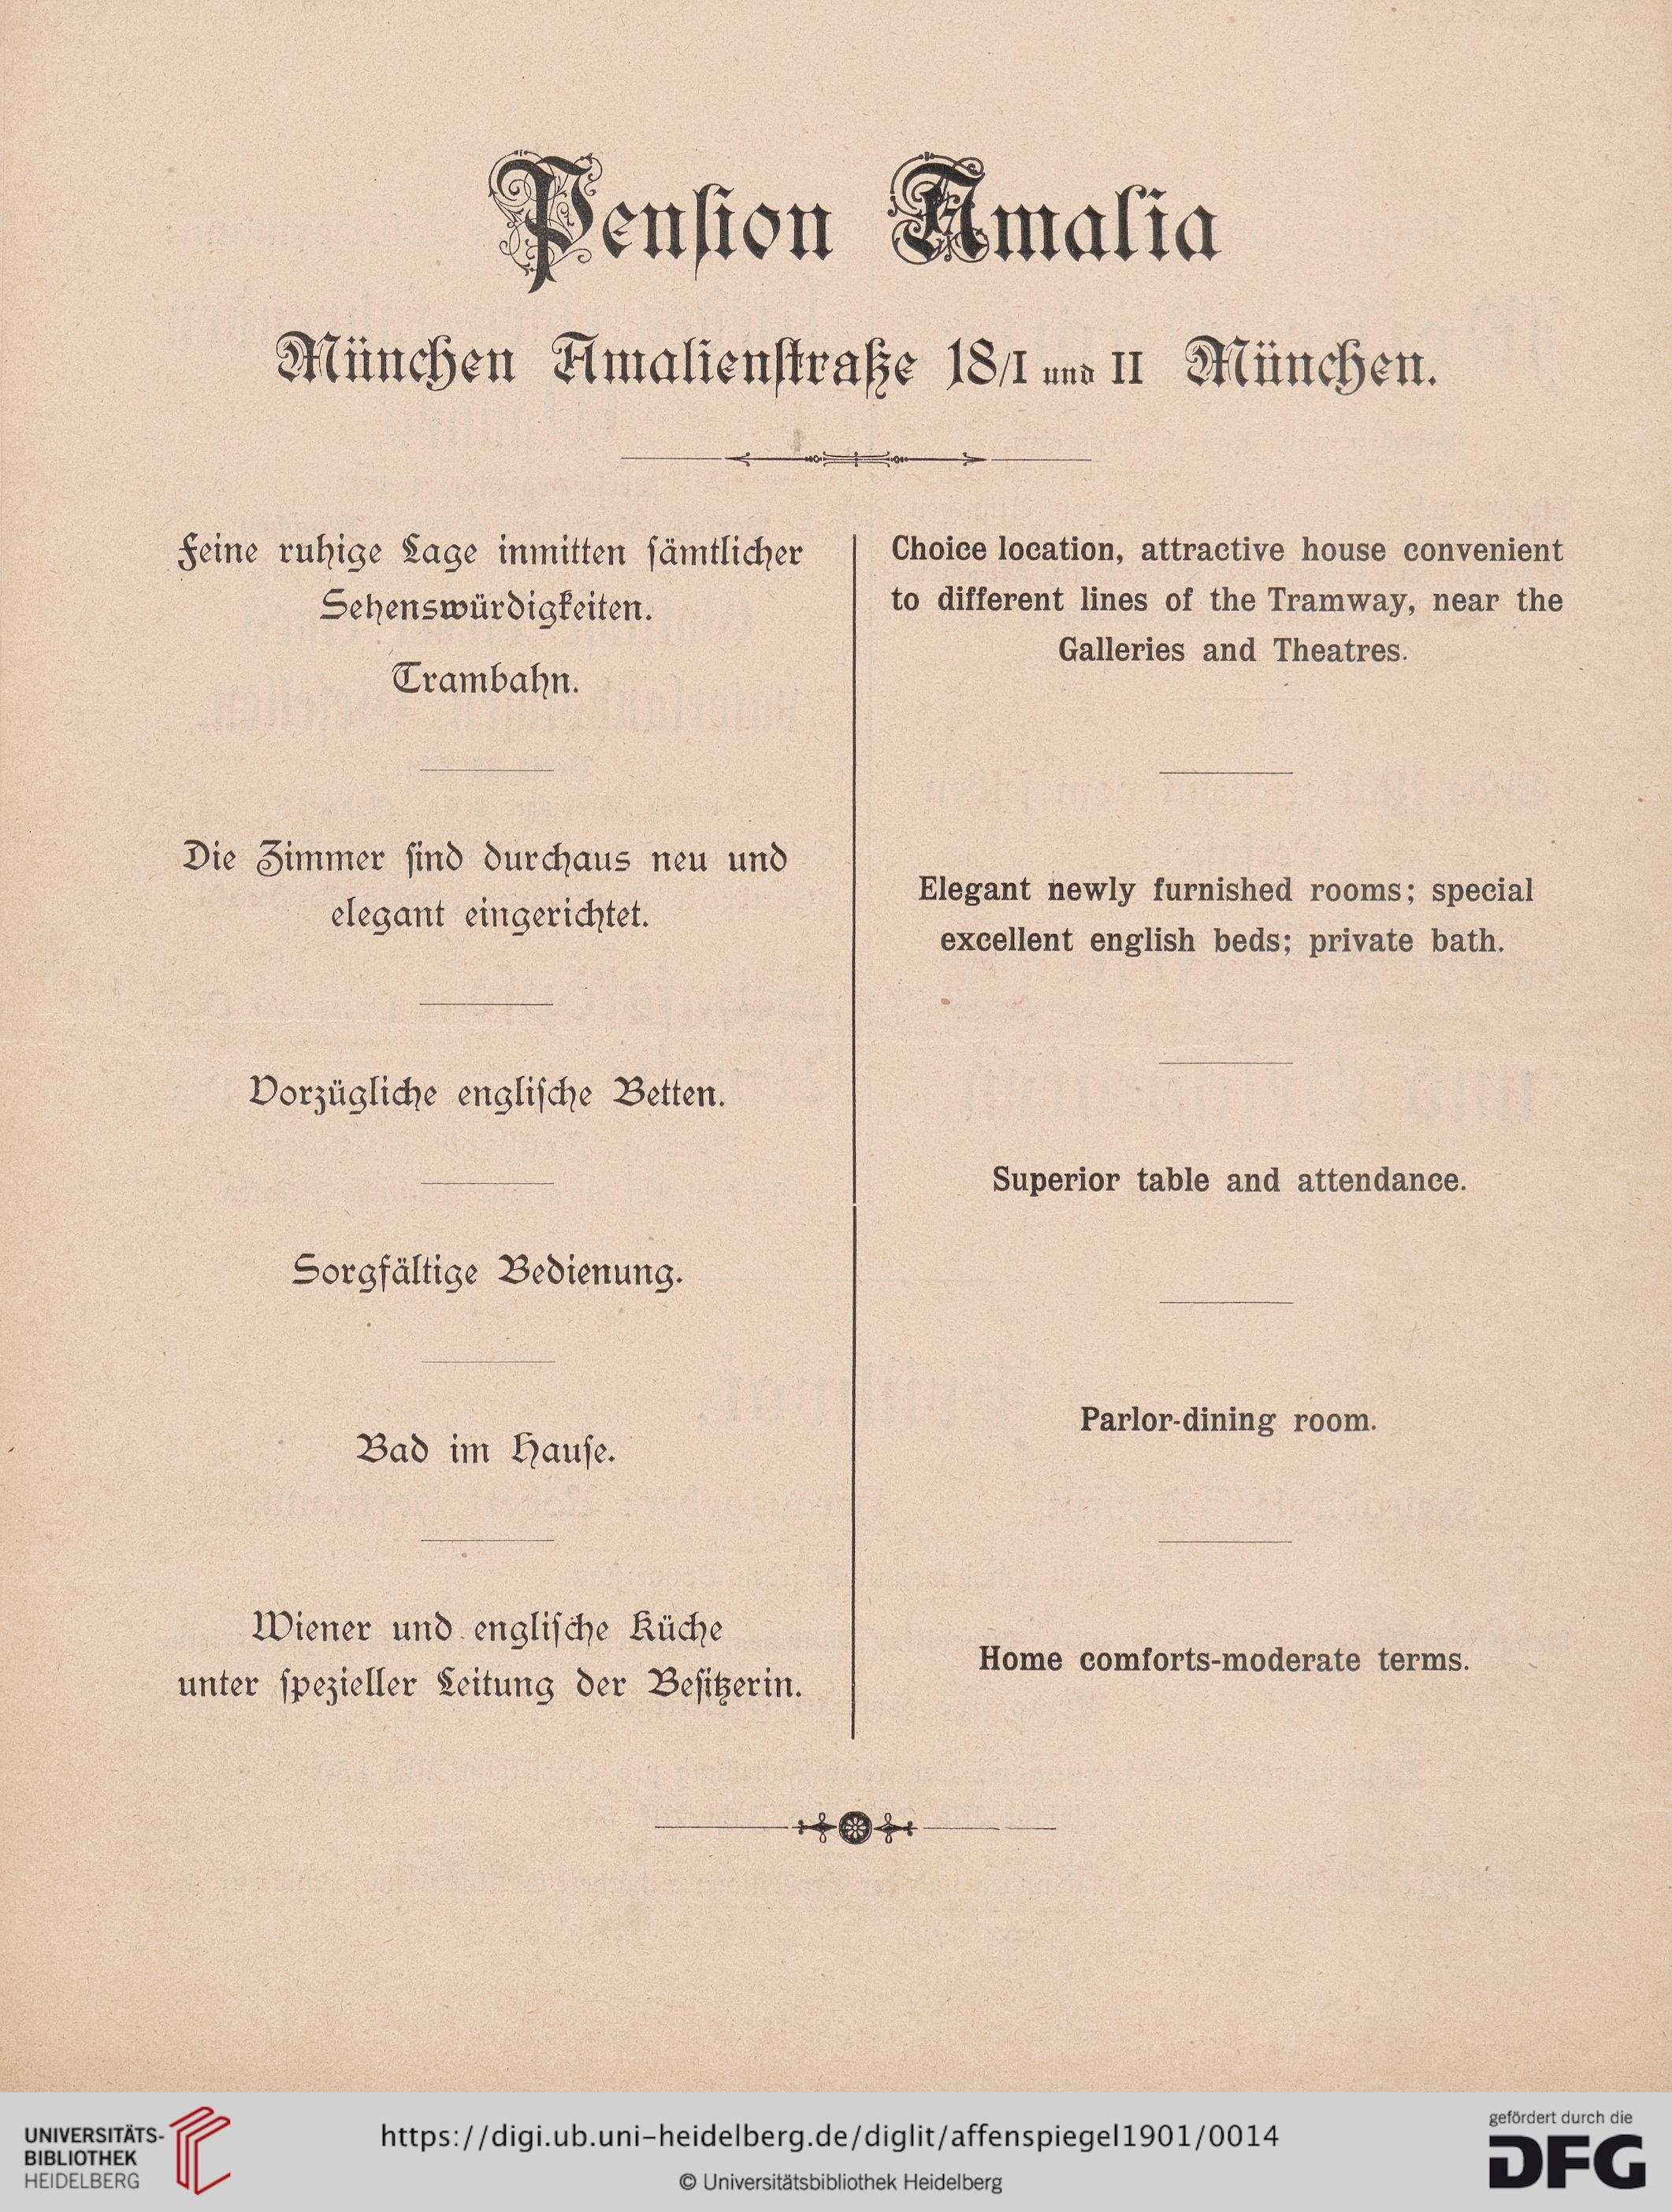 Pension Amalia
München Amalienstraße 18/I und II München.
Feine ruhige Lage inmitten sämtlicher
Sehenswürdigkeiten.
Trambahn.
Die Zimmer sind durchaus neu und
elegant eingerichtet.
Vorzügliche englische Betten.
Sorgfältige Bedienung.
Bad im Hause.
Wiener und englische Küche
unter spezieller Leitung der Besitzerin.
Choice location, attractive house convenient
to different lines of the Tramway, near the
Galleries and Theatres.
Elegant newly furnished rooms; special
excellent english beds; private bath.
Superior table and attendance.
Parlor-dining room.
Home comforts-moderate terms.
UNIVERSITÄTS-
BIBLIOTHEK
HEIDELBERG
https://digi.ub.uni-heidelberg.de/diglit/affenspiegel1901/0014
© Universitätsbibliothek Heidelberg
gefördert durch die
DFG